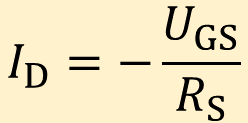 I_D = - U_GS / R_S